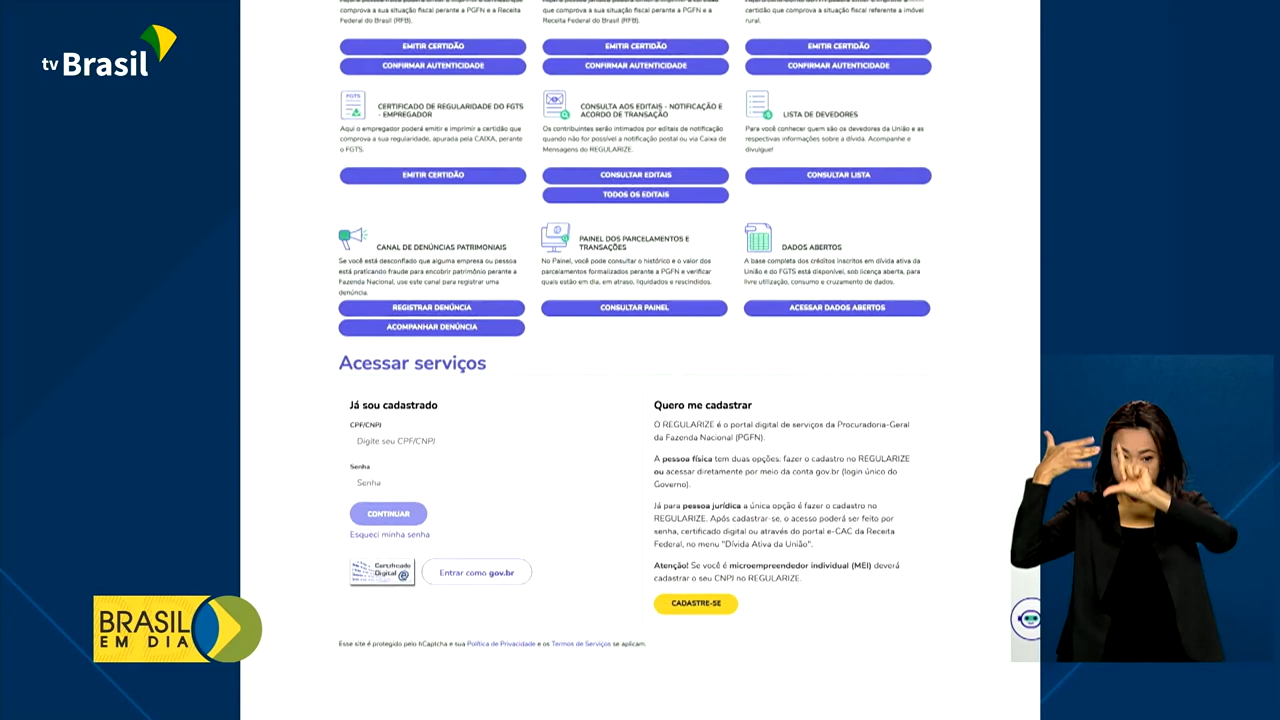 tv Brasil
comprova a sua situação fiscal perante a PGFN e a Receita
Federal do Brasil (RFB).
EMITIR CERTIDÃO
CONFIRMAR AUTENTICIDADE
que comprova a sua situação fiscal perante a PGFN e a
Receita Federal do Brasil (RFB).
EMITIR CERTIDÃO
CONFIRMAR AUTENTICIDADE
certidão que comprova a situação fiscal referente a imóvel
rural.
EMITIR CERTIDÃO
CONFIRMAR AUTENTICIDADE
FGTS
CERTIFICADO DE REGULARIDADE DO FGTS
- EMPREGADOR
Aqui o empregador poderá emitir e imprimir a certidão que
comprova a sua regularidade, apurada pela CAIXA, perante
o FGTS.
EMITIR CERTIDÃO
CONSULTA AOS EDITAIS - NOTIFICAÇÃO E
ACORDO DE TRANSAÇÃO
Os contribuintes serão intimados por editais de notificação
quando não for possível a notificação postal ou via Caixa de
Mensagens do REGULARIZE.
CONSULTAR EDITAIS
TODOS OS EDITAIS
LISTA DE DEVEDORES
Para você conhecer quem são os devedores da União e as
respectivas informações sobre a dívida. Acompanhe e
divulgue!
CONSULTAR LISTA
CANAL DE DENÚNCIAS PATRIMONIAIS
Se você está desconfiado que alguma empresa ou pessoa
está praticando fraude para encobrir patrimônio perante a
Fazenda Nacional, use este canal para registrar uma
denúncia.
REGISTRAR DENÚNCIA
ACOMPANHAR DENÚNCIA
PAINEL DOS PARCELAMENTOS E
TRANSAÇÕES
No Painel, você pode consultar o histórico e o valor dos
parcelamentos formalizados perante a PGFN e verificar
quais estão em dia, em atraso, liquidados e rescindidos.
CONSULTAR PAINEL
DADOS ABERTOS
A base completa dos créditos inscritos em dívida ativa da
União e do FGTS está disponível, sob licença aberta, para
livre utilização, consumo e cruzamento de dados.
ACESSAR DADOS ABERTOS
Acessar serviços
Já sou cadastrado
CPF/CNPJ
Digite seu CPF/CNPJ
Senha
Senha
CONTINUAR
Esqueci minha senha
Certificado
Digital
Entrar como gov.br
Quero me cadastrar
O REGULARIZE é o portal digital de serviços da Procuradoria-Geral
da Fazenda Nacional (PGFN).
A pessoa física tem duas opções: fazer o cadastro no REGULARIZE
ou acessar diretamente por meio da conta gov.br (login único do
Governo).
Já para pessoa jurídica a única opção é fazer o cadastro no
REGULARIZE. Após cadastrar-se, o acesso poderá ser feito por
senha, certificado digital ou através do portal e-CAC da Receita
Federal, no menu "Dívida Ativa da União".
Atenção! Se você é microempreendedor individual (MEI) deverá
cadastrar o seu CNPJ no REGULARIZE.
CADASTRE-SE
Esse site é protegido pelo hCaptcha e sua Política de Privacidade e os Termos de Serviços se aplicam.
BRASIL
EM DIA